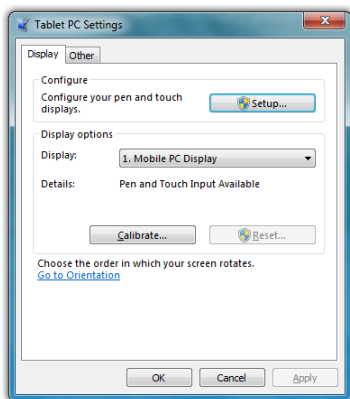 Tablet PC Settings
Display Other
Configure
Configure your pen and touch
displays.
Setup...
Display options
Display: 1. Mobile PC Display
Details: Pen and Touch Input Available
Calibrate... Reset...
Choose the order in which your screen rotates.
Go to Orientation
OK Cancel Apply